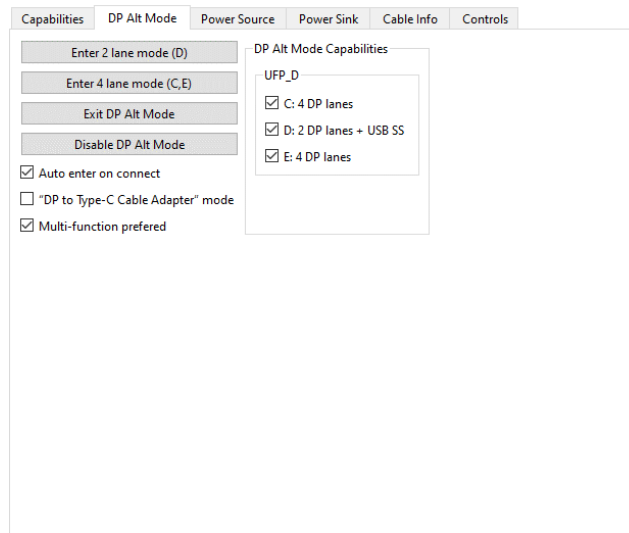 Capabilities DP Alt Mode Power Source Power Sink Cable Info Controls
Enter 2 lane mode (D)
Enter 4 lane mode (C,E)
Exit DP Alt Mode
Disable DP Alt Mode
Auto enter on connect
"DP to Type-C Cable Adapter" mode
Multi-function prefered
DP Alt Mode Capabilities
UFP_D
C: 4 DP lanes
D: 2 DP lanes + USB SS
E: 4 DP lanes